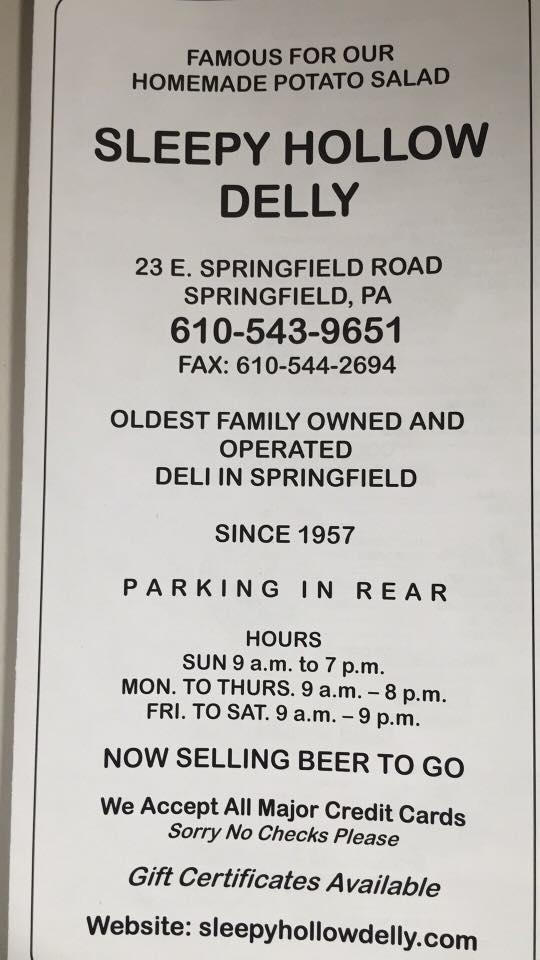 FAMOUS FOR OUR
HOMEMADE POTATO SALAD
SLEEPY HOLLOW
DELLY
23 E. SPRINGFIELD ROAD
SPRINGFIELD, PA
610-543-9651
FAX: 610-544-2694
OLDEST FAMILY OWNED AND
OPERATED
DELI IN SPRINGFIELD
SINCE 1957
PARKING IN REAR
HOURS
SUN 9 a.m. to 7 p.m.
MON. TO THURS. 9 a.m. – 8 p.m.
FRI. TO SAT. 9 a.m. – 9 p.m.
NOW SELLING BEER TO GO
We Accept All Major Credit Cards
Sorry No Checks Please
Gift Certificates Available
Website: sleepyhollowdelly.com